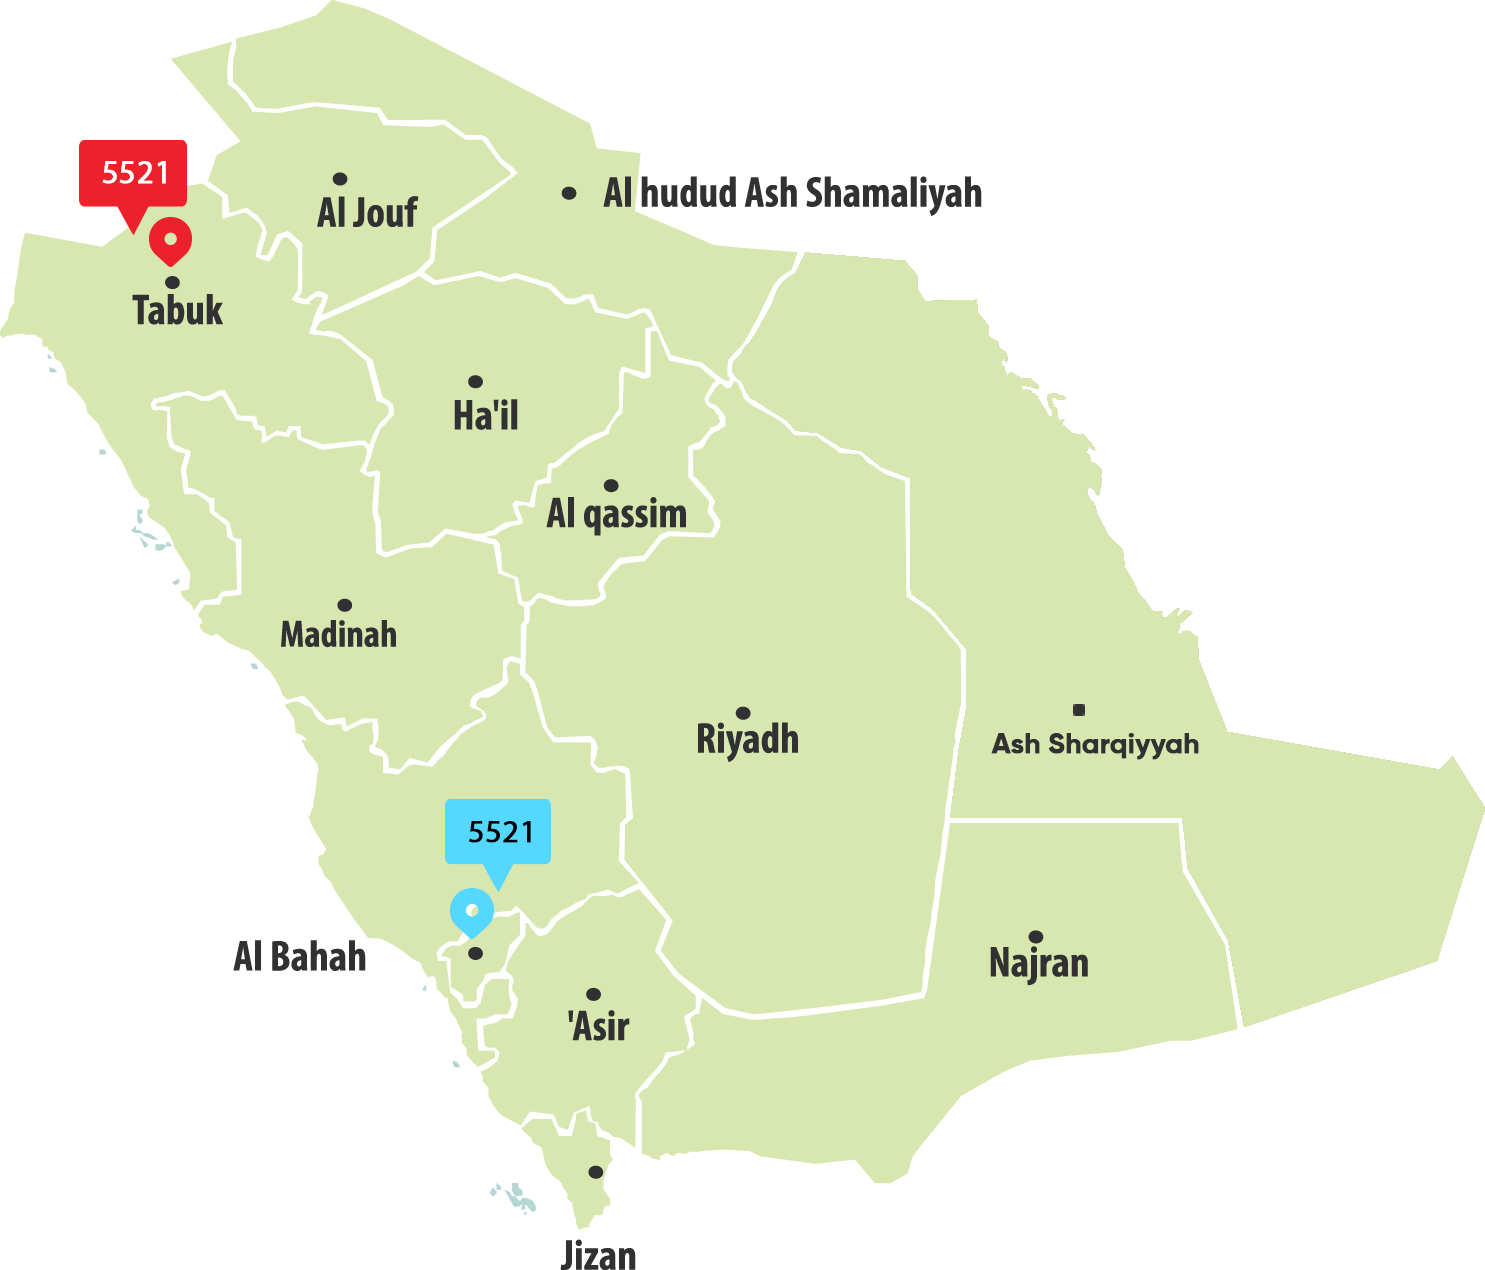 5521
Al hudud Ash Shamaliyah
Al Jouf
Tabuk
Ha'il
Al qassim
Madinah
Riyadh
Ash Sharqiyyah
5521
Al Bahah
Najran
'Asir
Jizan